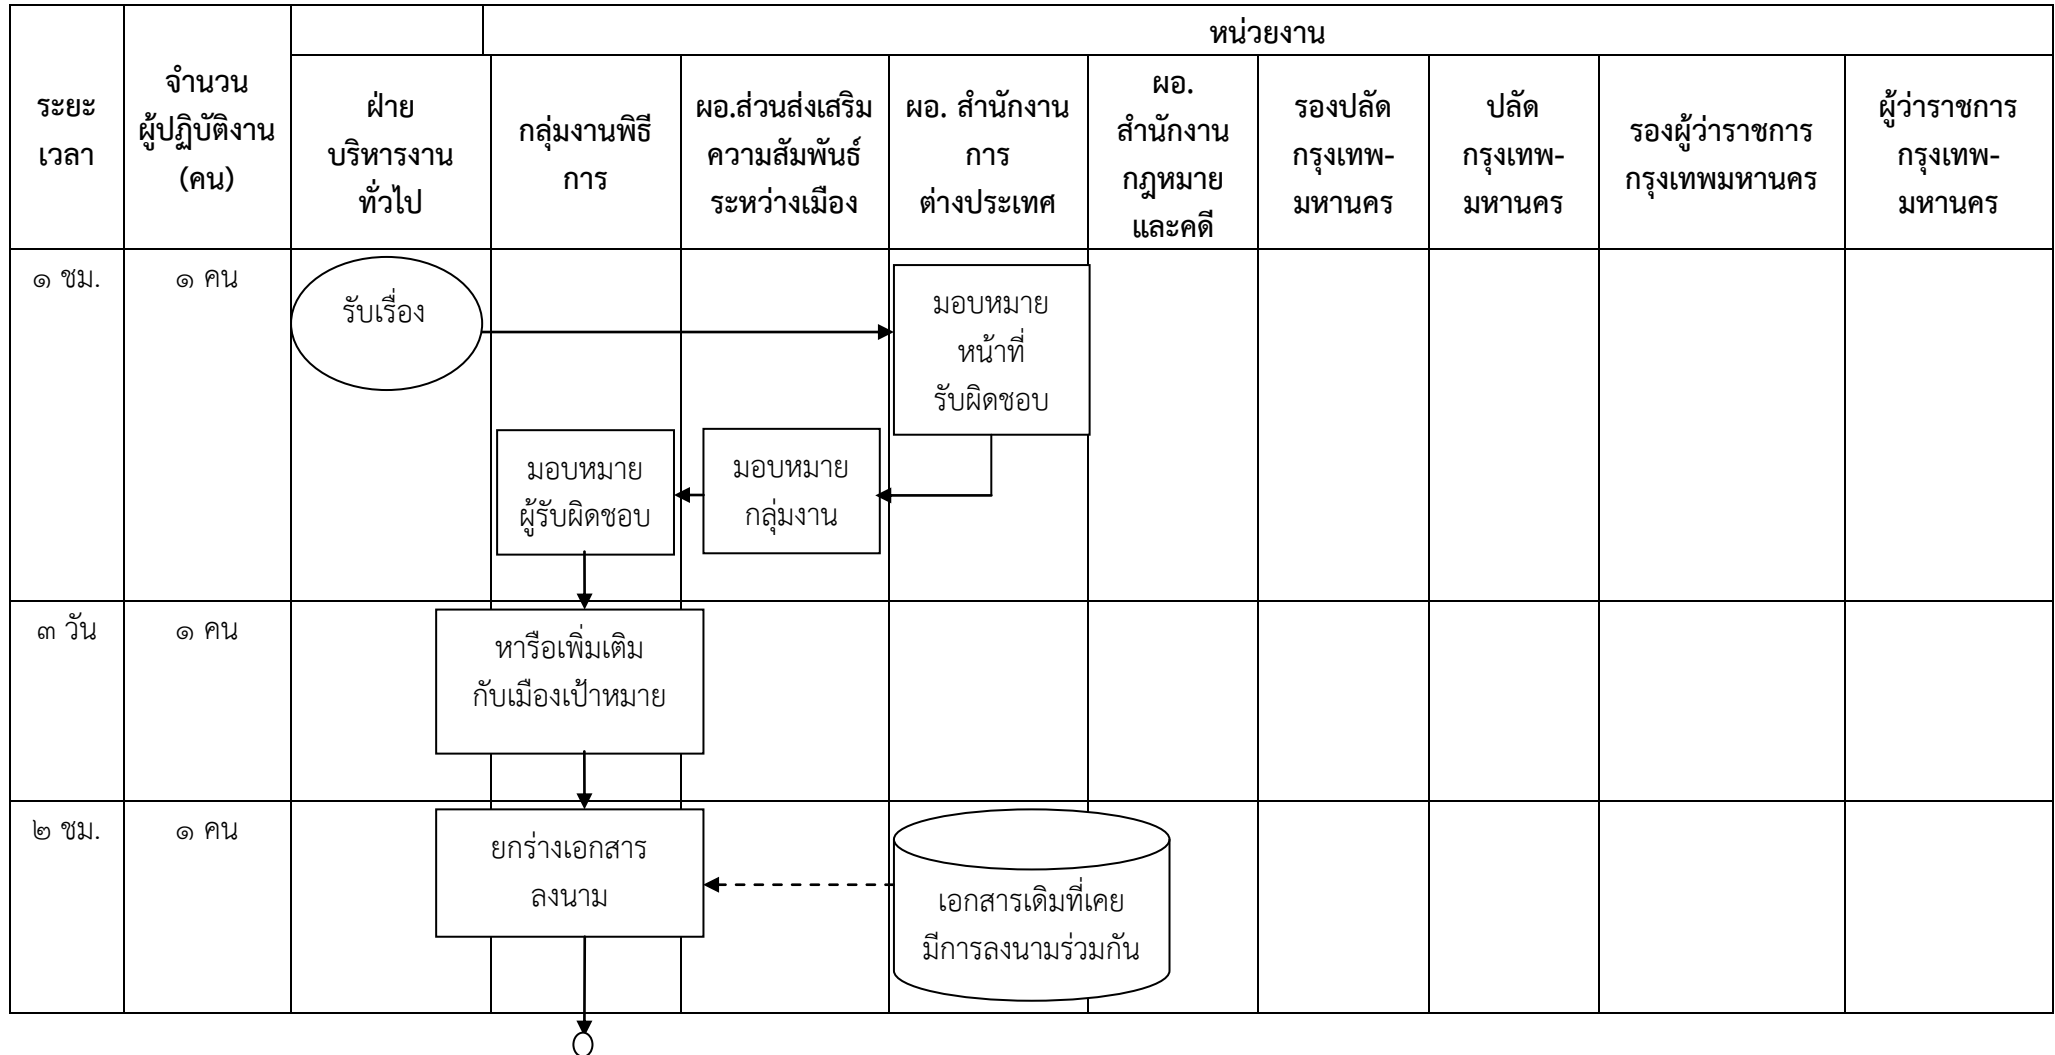 หน่วยงาน
ระยะ
เวลา
จำนวน
ผู้ปฏิบัติงาน
(คน)
ฝ่าย
บริหารงาน
ทั่วไป
กลุ่มงานพิธี
การ
ผอ.ส่วนส่งเสริม
ความสัมพันธ์
ระหว่างเมือง
ผอ. สำนักงาน
การ
ต่างประเทศ
ผอ.
สำนักงาน
กฎหมาย
และคดี
รองปลัด
กรุงเทพ-
มหานคร
ปลัด
กรุงเทพ-
มหานคร
รองผู้ว่าราชการ
กรุงเทพมหานคร
ผู้ว่าราชการ
กรุงเทพ-
มหานคร
๑ ชม.
๑ คน
รับเรื่อง
มอบหมาย
หน้าที่
รับผิดชอบ
มอบหมาย
ผู้รับผิดชอบ
มอบหมาย
กลุ่มงาน
๓ วัน
๑ คน
หารือเพิ่มเติม
กับเมืองเป้าหมาย
๒ ชม.
๑ คน
ยกร่างเอกสาร
ลงนาม
เอกสารเดิมที่เคย
มีการลงนามร่วมกัน